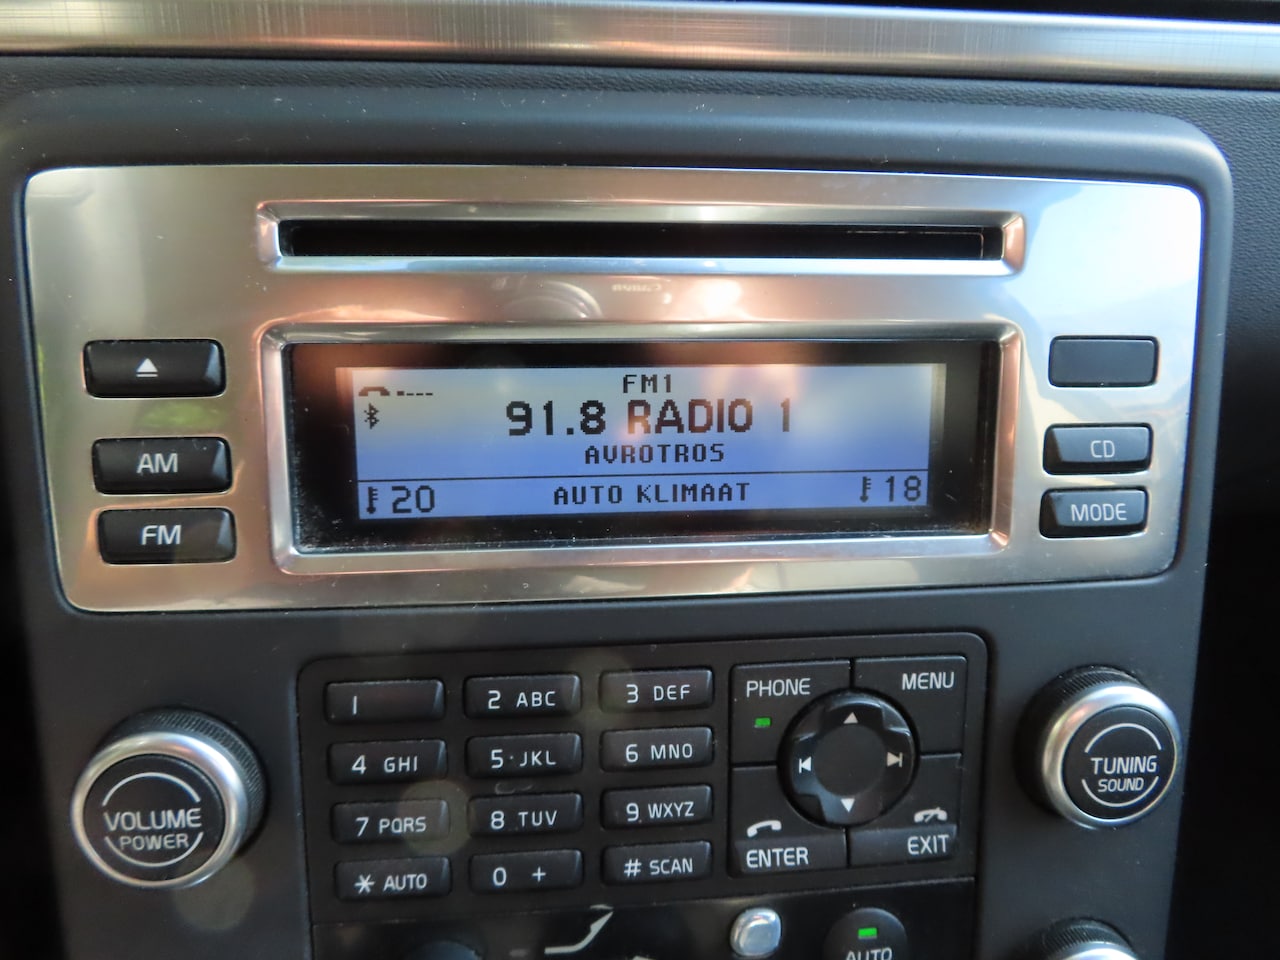 FM1
91.8 RADIO 1
AVROTROS
20 AUTO KLIMAAT 18
AM
FM
CD
MODE
1
2 ABC
3 DEF
4 GHI
5 JKL
6 MNO
7 PQRS
8 TUV
9 WXYZ
* AUTO
0 +
# SCAN
PHONE
MENU
ENTER
EXIT
VOLUME
POWER
TUNING
SOUND
AUTO